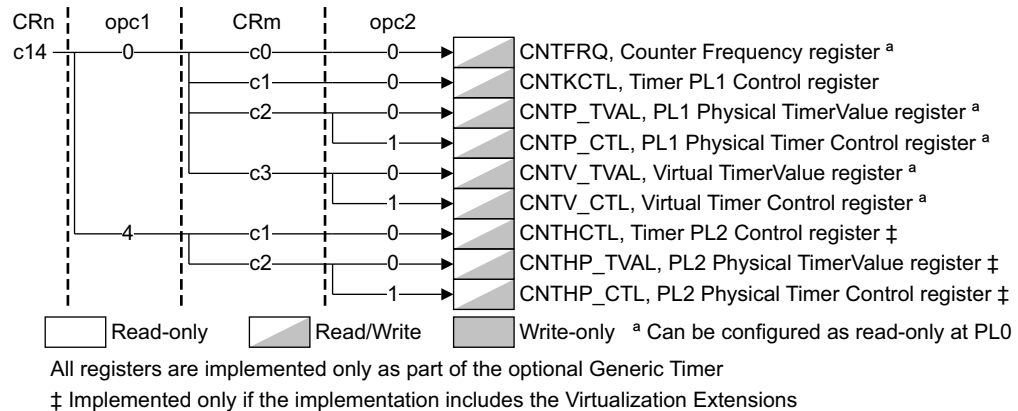 CRn opc1 CRm opc2
c14 0 c0 0 CNTFRQ, Counter Frequency register ª
c1 0 CNTKCTL, Timer PL1 Control register
c2 0 CNTP_TVAL, PL1 Physical TimerValue register ª
1 CNTP_CTL, PL1 Physical Timer Control register ª
c3 0 CNTV_TVAL, Virtual TimerValue register ª
1 CNTV_CTL, Virtual Timer Control register ª
4 c1 0 CNTHCTL, Timer PL2 Control register ‡
c2 0 CNTHP_TVAL, PL2 Physical TimerValue register ‡
1 CNTHP_CTL, PL2 Physical Timer Control register ‡
Read-only Read/Write Write-only ª Can be configured as read-only at PL0
All registers are implemented only as part of the optional Generic Timer
‡ Implemented only if the implementation includes the Virtualization Extensions